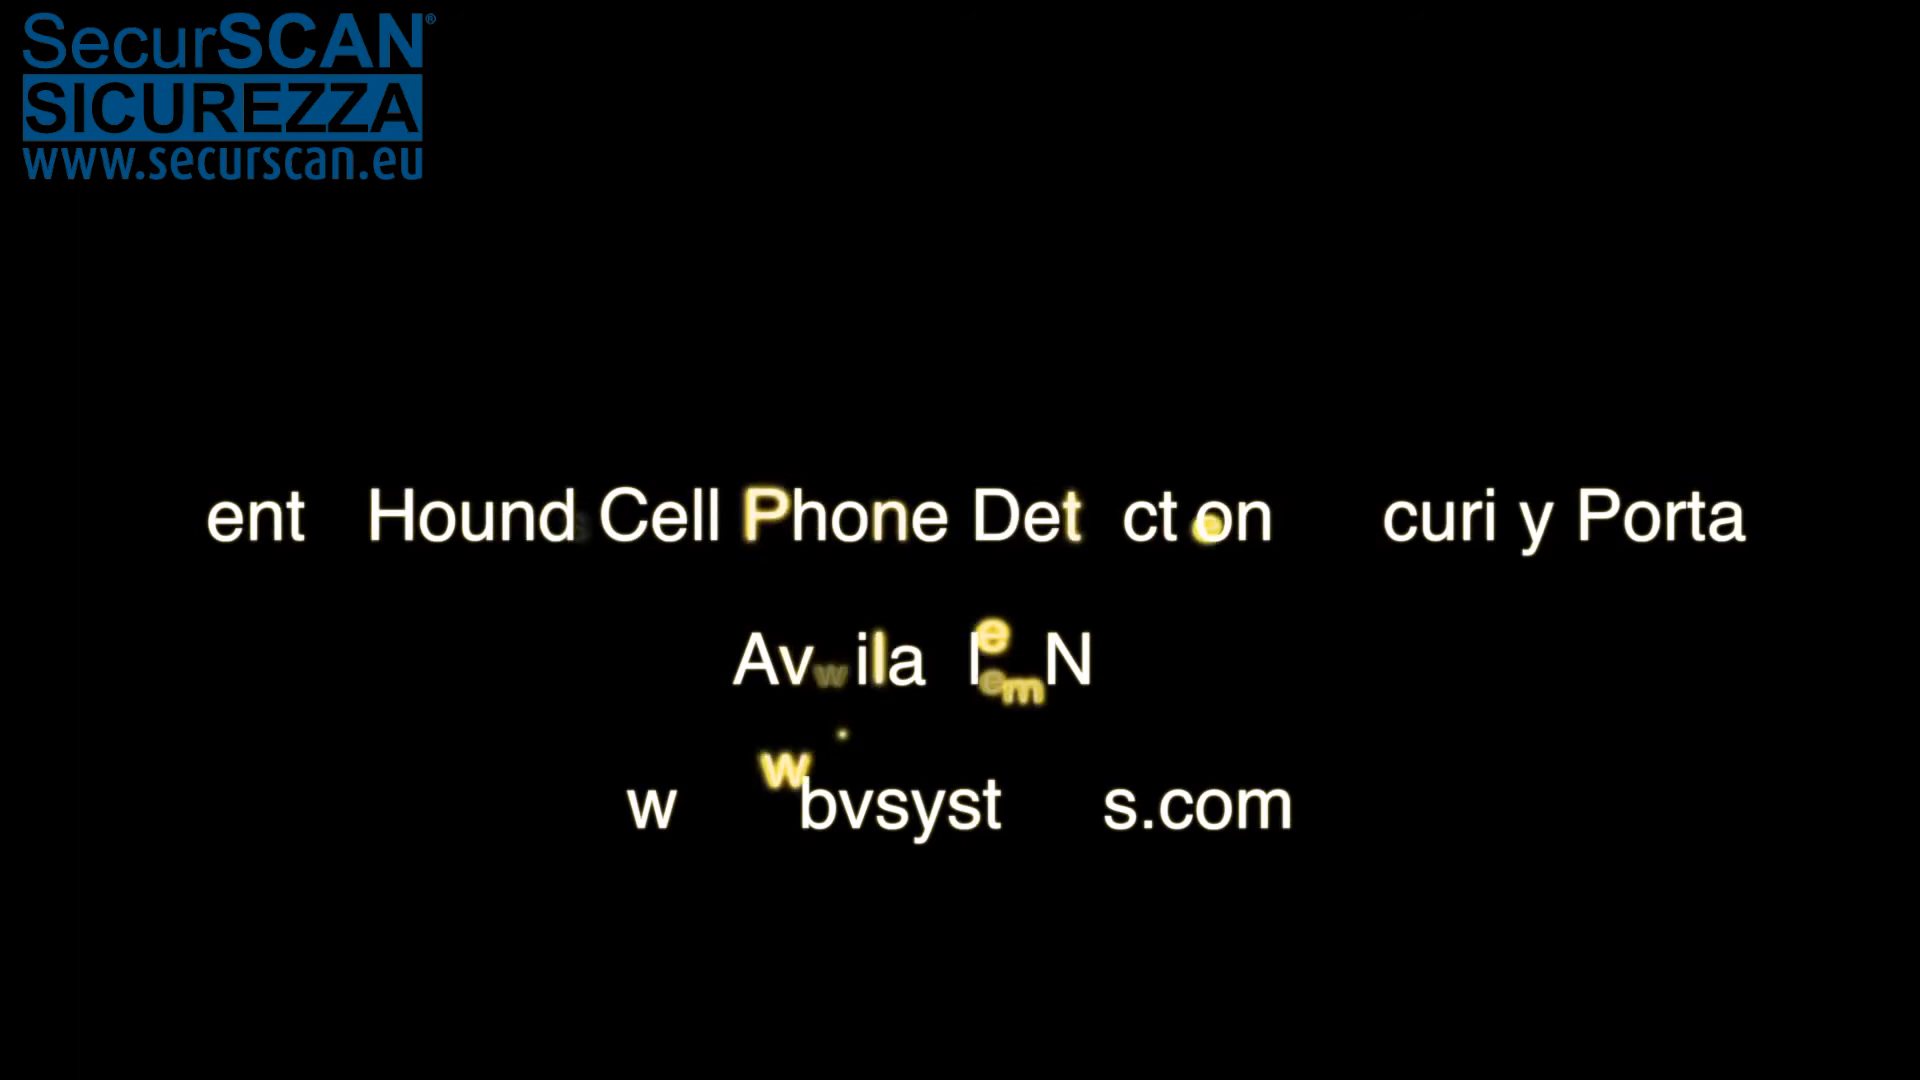 SecurSCAN®
SICUREZZA
www.securscan.eu
ent Hound Cell Phone Det ct on curi y Porta
Av ila l N
w w bvsyst s.com